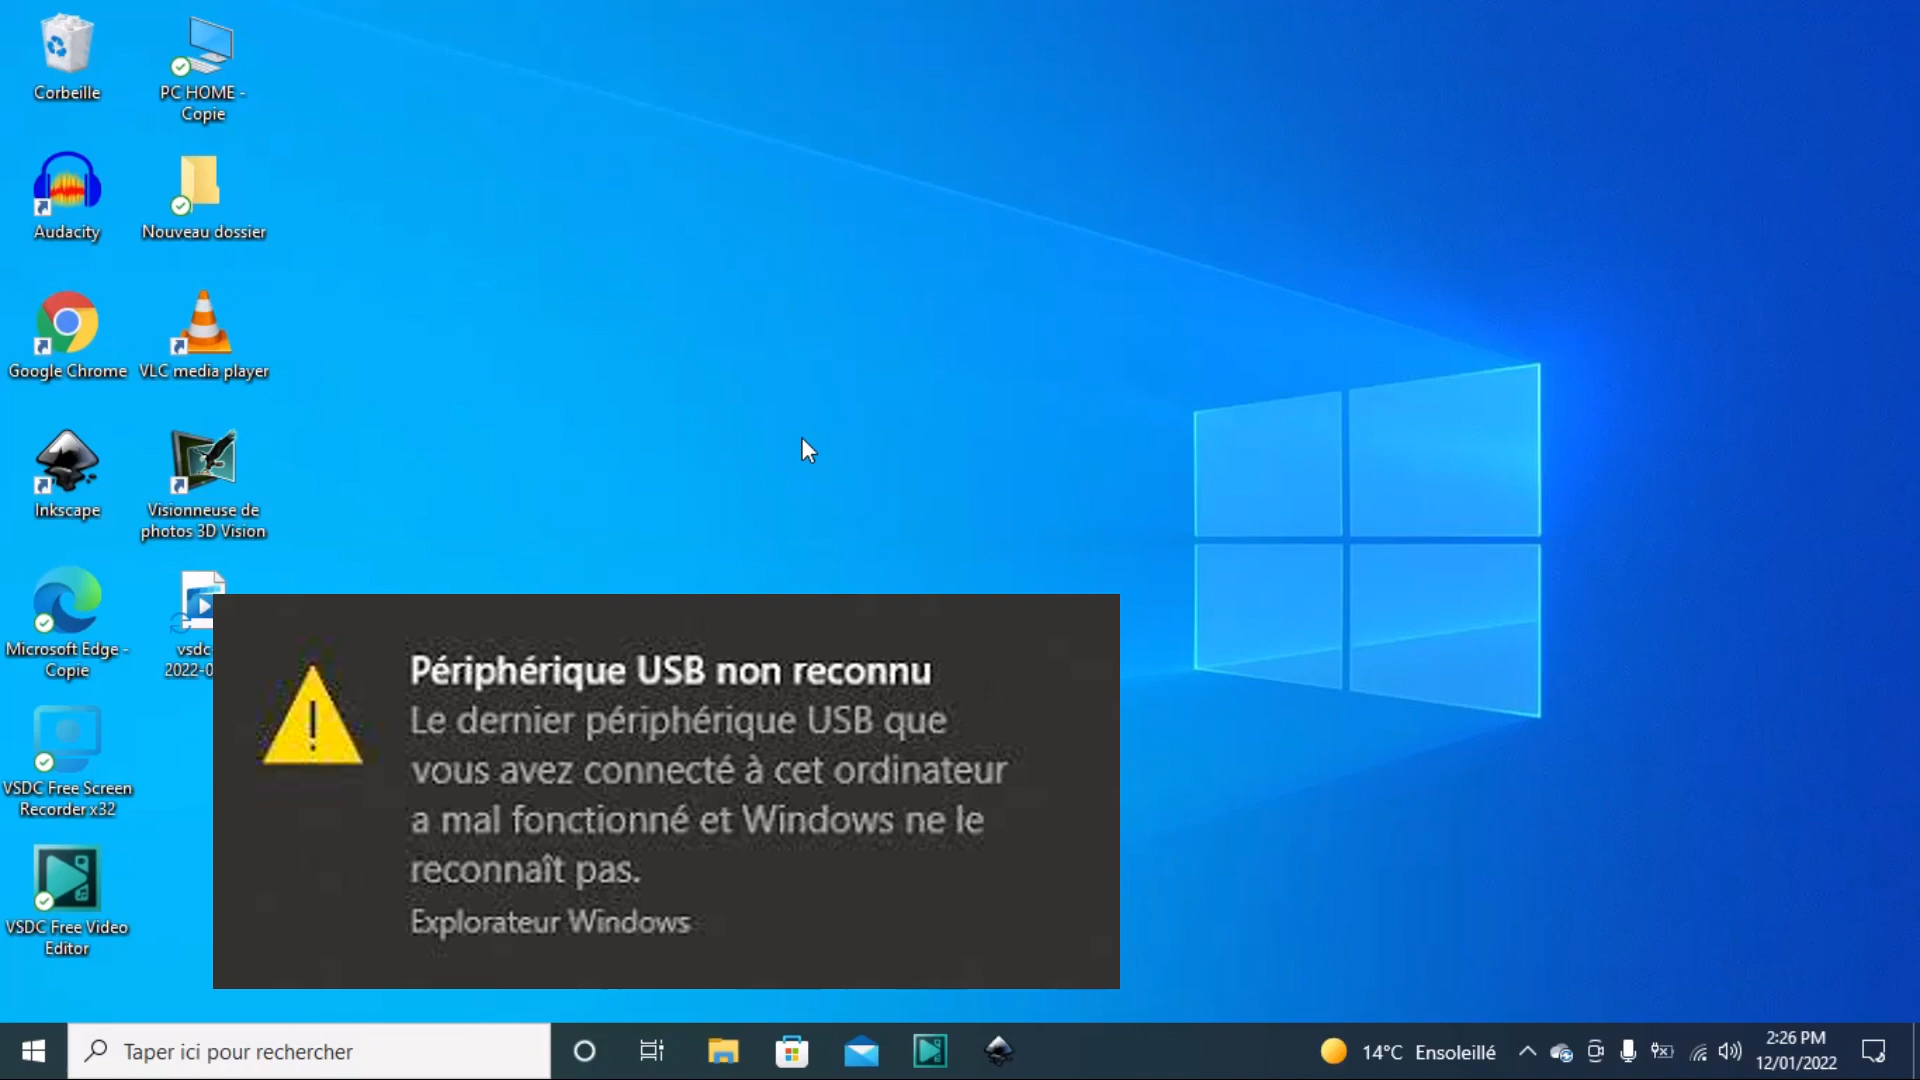 Corbeille
PC HOME -
Copie
Audacity
Nouveau dossier
Google Chrome
VLC media player
Inkscape
Visionneuse de
photos 3D Vision
Microsoft Edge -
Copie
vsdc
2022-0
VSDC Free Screen
Recorder x32
VSDC Free Video
Editor
Périphérique USB non reconnu
Le dernier périphérique USB que
vous avez connecté à cet ordinateur
a mal fonctionné et Windows ne le
reconnaît pas.
Explorateur Windows
Taper ici pour rechercher
14°C Ensoleillé
2:26 PM
12/01/2022